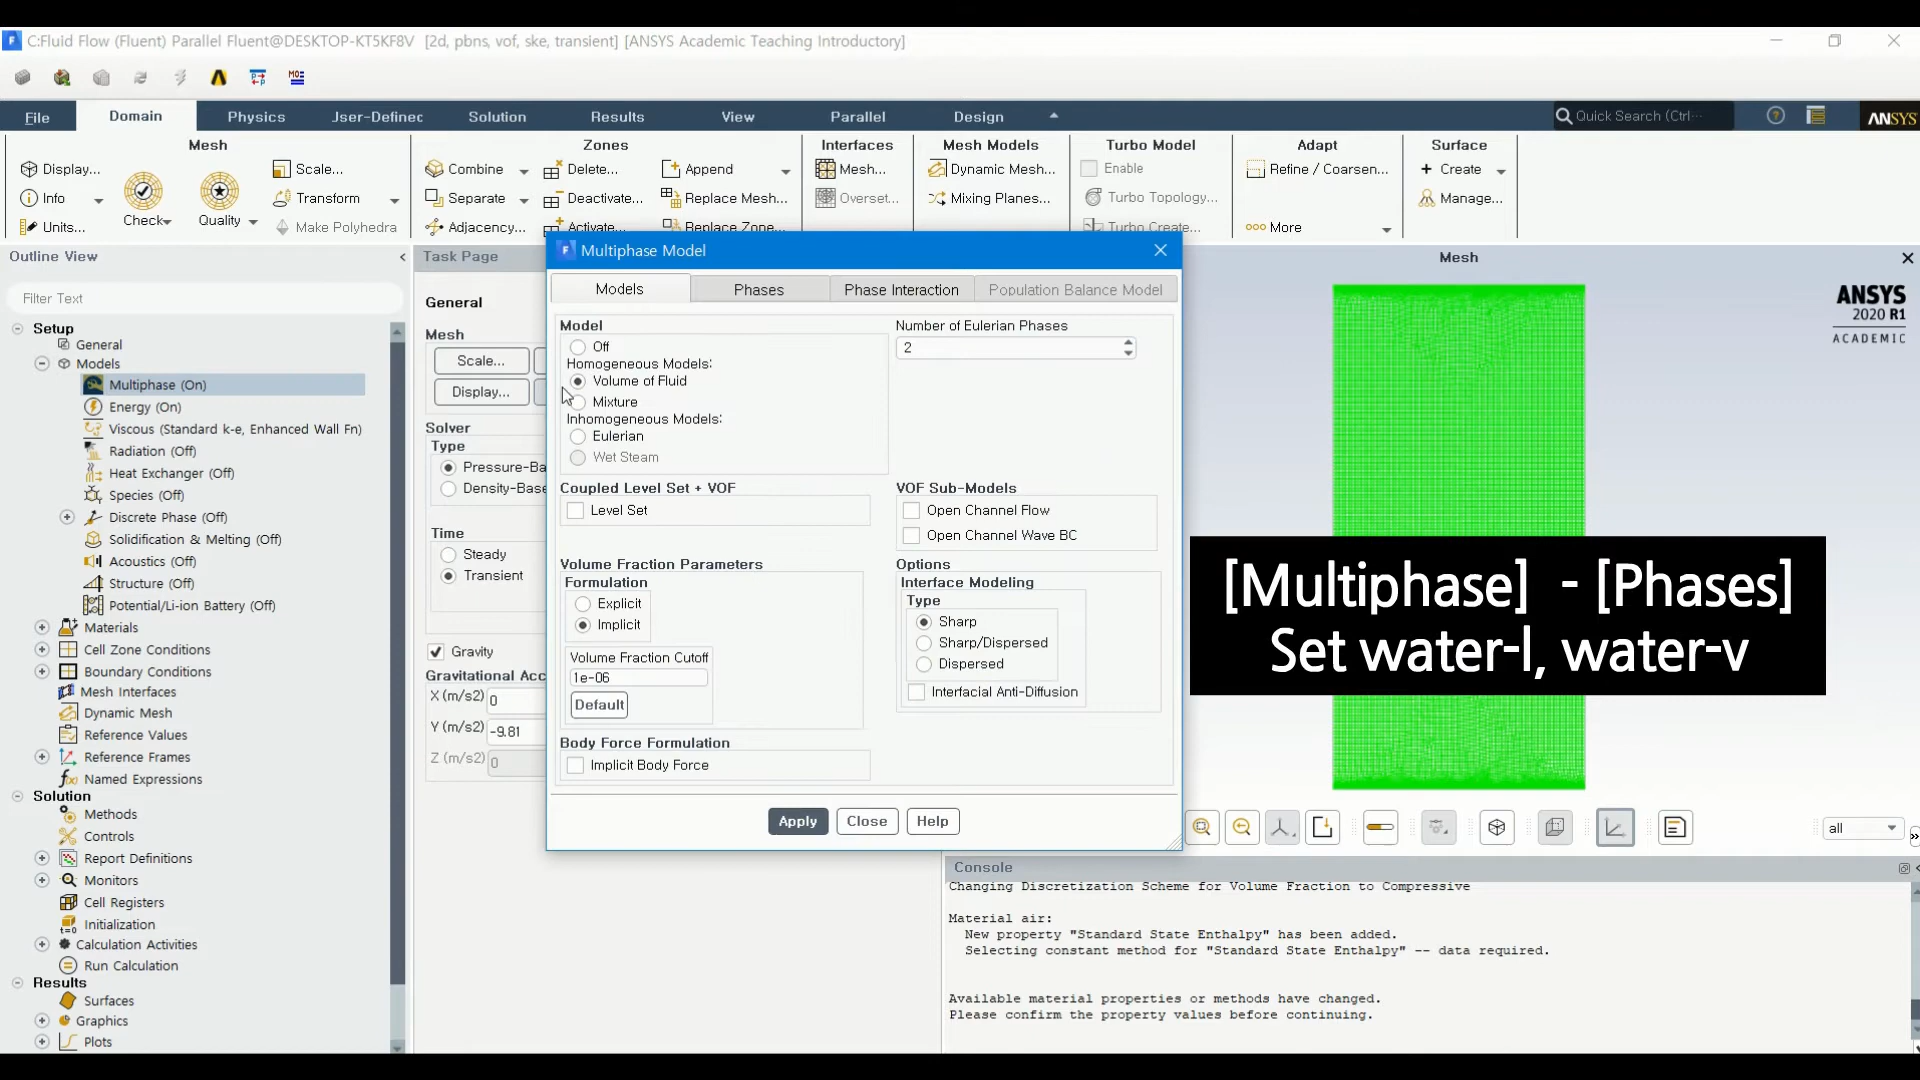 C:Fluid Flow (Fluent) Parallel Fluent@DESKTOP-KT5KF8V [2d, pbns, vof, ske, transient] [ANSYS Academic Teaching Introductory]
File Domain Physics Jser-Definec Solution Results View Parallel Design Quick Search (Ctrl··· ANSYS
Mesh
Display...
Info
Units...
Check
Quality
Scale...
Transform
Make Polyhedra
Zones
Combine
Separate
Adjacency...
Delete...
Deactivate...
Activate...
Append
Replace Mesh...
Replace Zone...
Interfaces
Mesh...
Overset...
Mesh Models
Dynamic Mesh...
Mixing Planes...
Turbo Model
Enable
Turbo Topology...
Turbo Create...
Adapt
Refine / Coarsen...
More
Surface
Create
Manage...
Outline View
Filter Text
Setup
General
Models
Multiphase (On)
Energy (On)
Viscous (Standard k-e, Enhanced Wall Fn)
Radiation (Off)
Heat Exchanger (Off)
Species (Off)
Discrete Phase (Off)
Solidification & Melting (Off)
Acoustics (Off)
Structure (Off)
Potential/Li-ion Battery (Off)
Materials
Cell Zone Conditions
Boundary Conditions
Mesh Interfaces
Dynamic Mesh
Reference Values
Reference Frames
Named Expressions
Solution
Methods
Controls
Report Definitions
Monitors
Cell Registers
Initialization
Calculation Activities
Run Calculation
Results
Surfaces
Graphics
Plots
Task Page
General
Mesh
Scale...
Display...
Solver
Type
Pressure-Ba
Density-Base
Time
Steady
Transient
Gravity
Gravitational Acc
X (m/s2) 0
Y (m/s2) -9.81
Z (m/s2) 0
Multiphase Model
Models Phases Phase Interaction Population Balance Model
Model
Off
Homogeneous Models:
Volume of Fluid
Mixture
Inhomogeneous Models:
Eulerian
Wet Steam
Number of Eulerian Phases
2
Coupled Level Set + VOF
Level Set
VOF Sub-Models
Open Channel Flow
Open Channel Wave BC
Volume Fraction Parameters
Formulation
Explicit
Implicit
Volume Fraction Cutoff
1e-06
Default
Options
Interface Modeling
Type
Sharp
Sharp/Dispersed
Dispersed
Interfacial Anti-Diffusion
Body Force Formulation
Implicit Body Force
Apply Close Help
Mesh
ANSYS
2020 R1
ACADEMIC
[Multiphase] - [Phases]
Set water-l, water-v
all
Console
Changing Discretization Scheme for Volume Fraction to Compressive
Material air:
New property "Standard State Enthalpy" has been added.
Selecting constant method for "Standard State Enthalpy" -- data required.
Available material properties or methods have changed.
Please confirm the property values before continuing.